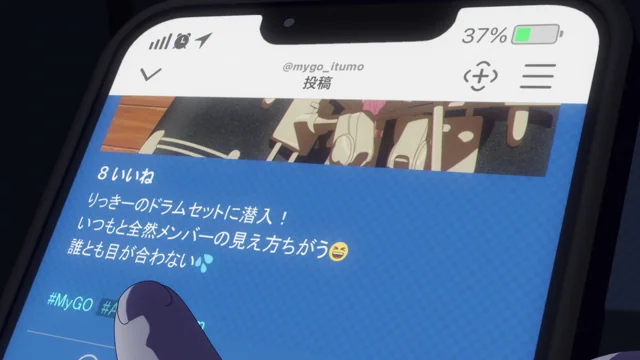 37%
@mygo_itumo
投稿
8 いいね
りっきーのドラムセットに潜入！
いつもと全然メンバーの見え方ちがう😆
誰とも目が合わない💦
#MyGO